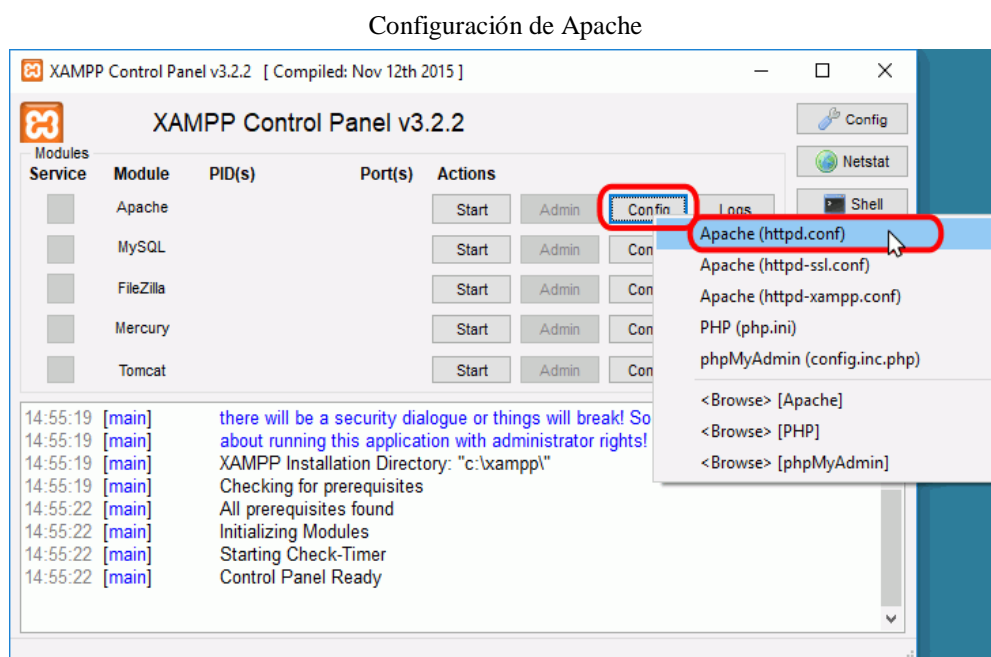 Configuración de Apache
XAMPP Control Panel v3.2.2 [ Compiled: Nov 12th 2015 ]
XAMPP Control Panel v3.2.2
Config
Modules
Netstat
Service Module PID(s) Port(s) Actions
Shell
Apache Start Admin Config Logs
Apache (httpd.conf)
MySQL Start Admin Con
Apache (httpd-ssl.conf)
FileZilla Start Admin Con
Apache (httpd-xampp.conf)
Mercury Start Admin Con
PHP (php.ini)
phpMyAdmin (config.inc.php)
Tomcat Start Admin Con
<Browse> [Apache]
<Browse> [PHP]
<Browse> [phpMyAdmin]
14:55:19 [main] there will be a security dialogue or things will break! So
14:55:19 [main] about running this application with administrator rights!
14:55:19 [main] XAMPP Installation Directory: "c:\xampp\"
14:55:19 [main] Checking for prerequisites
14:55:22 [main] All prerequisites found
14:55:22 [main] Initializing Modules
14:55:22 [main] Starting Check-Timer
14:55:22 [main] Control Panel Ready